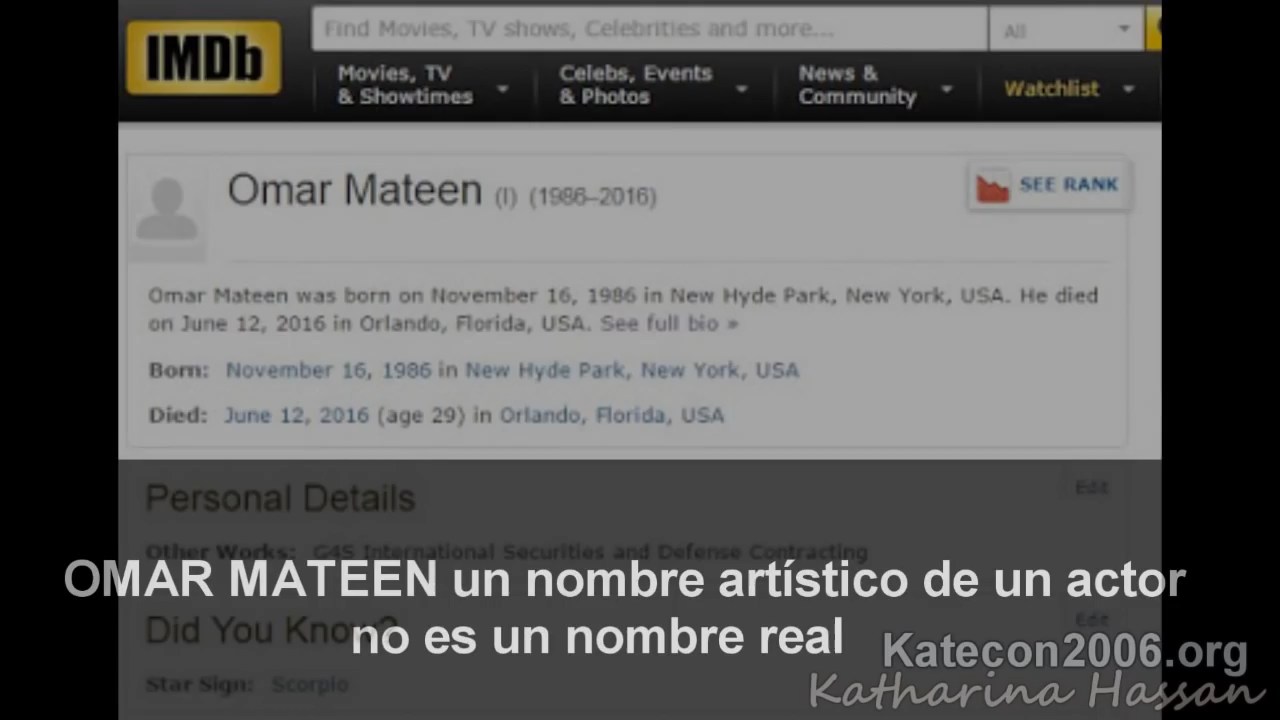 IMDb
Find Movies, TV shows, Celebrities and more...
All
Movies, TV
& Showtimes
Celebs, Events
& Photos
News &
Community
Watchlist
Omar Mateen (I) (1986–2016)
SEE RANK
Omar Mateen was born on November 16, 1986 in New Hyde Park, New York, USA. He died
on June 12, 2016 in Orlando, Florida, USA. See full bio »
Born: November 16, 1986 in New Hyde Park, New York, USA
Died: June 12, 2016 (age 29) in Orlando, Florida, USA
Personal Details
Edit
Other Works: G4S International Securities and Defense Contracting
OMAR MATEEN un nombre artístico de un actor
no es un nombre real
Did You Know?
Edit
Star Sign: Scorpio
Katecon2006.org
Katharina Hassan